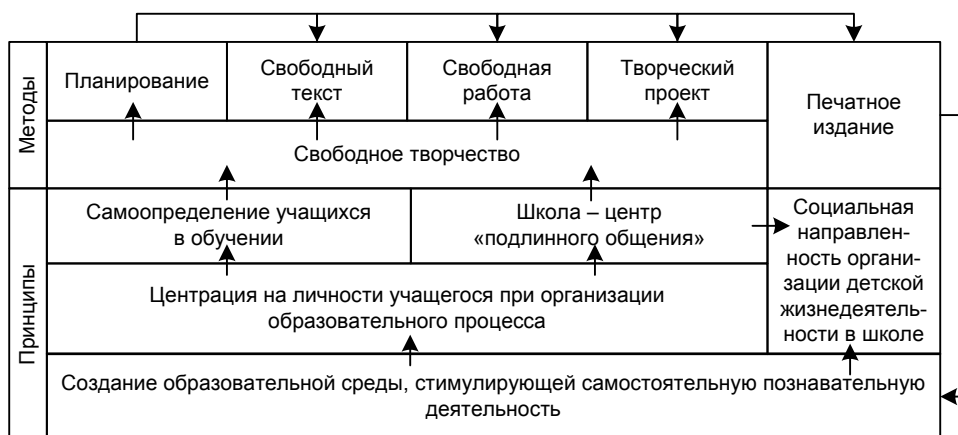 Методы
Планирование
Свободный
текст
Свободная
работа
Творческий
проект
Печатное
издание
Свободное творчество
Принципы
Самоопределение учащихся
в обучении
Школа – центр
«подлинного общения»
Социальная
направлен-
ность органи-
зации детской
жизнедеятель-
ности в школе
Центрация на личности учащегося при организации
образовательного процесса
Создание образовательной среды, стимулирующей самостоятельную познавательную
деятельность